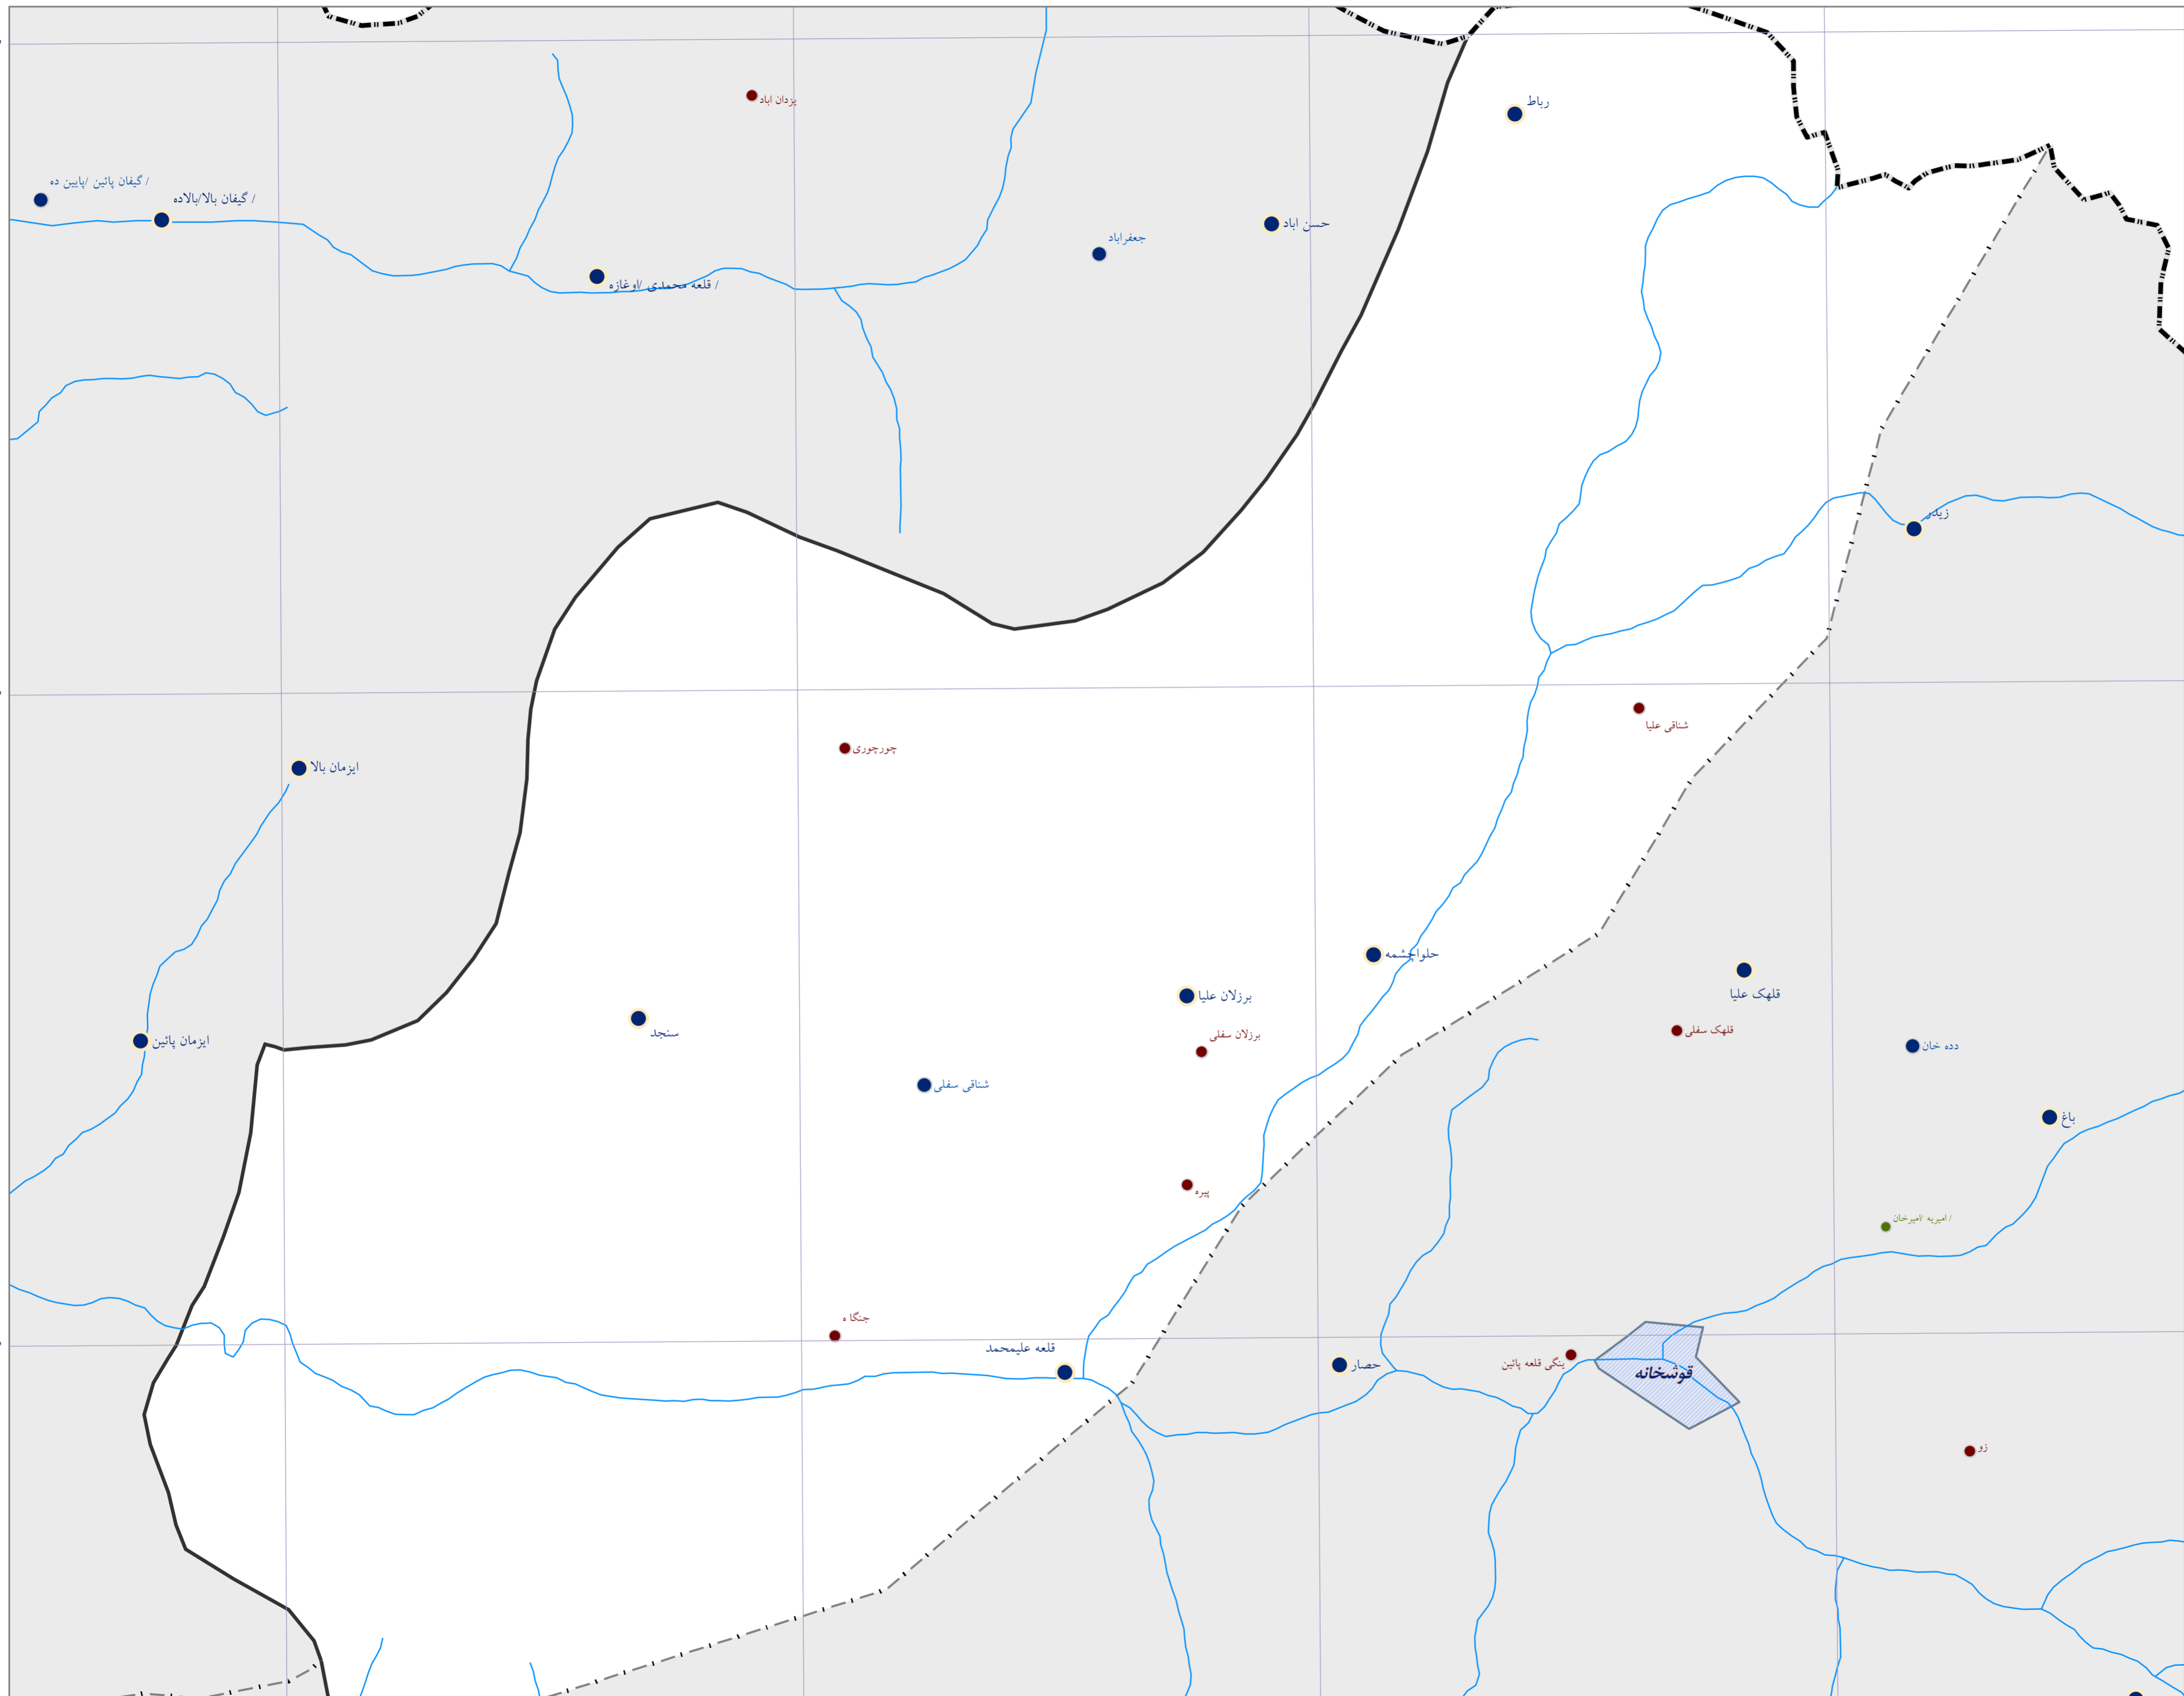 یزدان اباد
رباط
/ گیفان پائین /پایین ده
/ گیفان بالا/بالاده
حسن اباد
جعفراباد
/ قلعه محمدی /اوغازه
زیدر
شناقی علیا
چورچوری
ایزمان بالا
حلواچشمه
برزلان علیا
قلهک علیا
سنجد
برزلان سفلی
قلهک سفلی
ایزمان پائین
دده خان
شناقی سفلی
باغ
پیره
/ امیریه /امیرخان
جنگا ه
قلعه علیمحمد
حصار
ینگی قلعه پائین
قوشخانه
زو